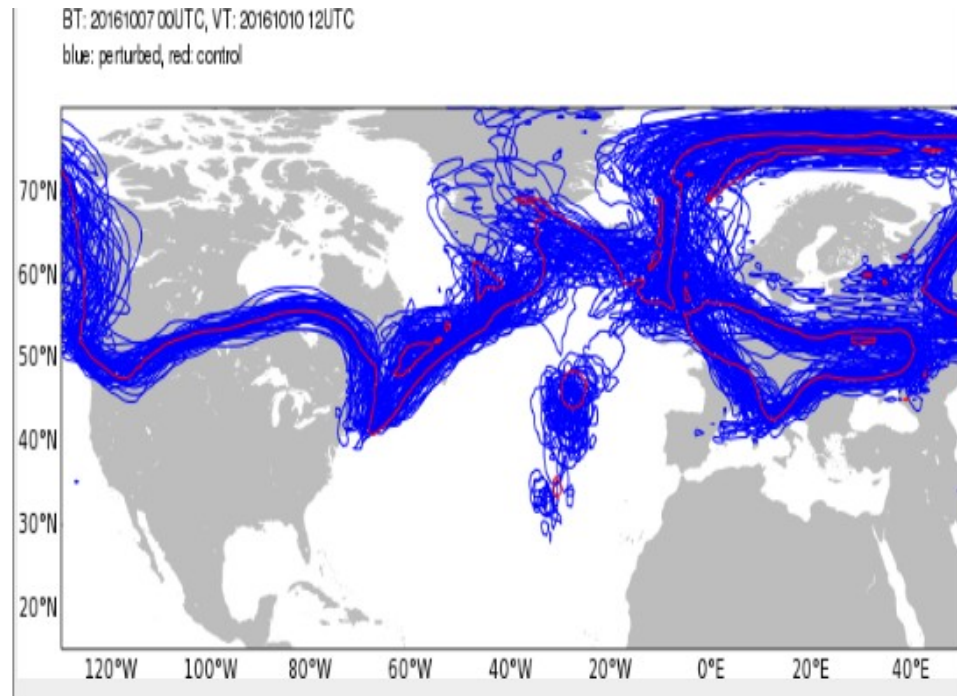 BT: 20161007 00UTC, VT: 20161010 12UTC
blue: perturbed, red: control
70°N
60°N
50°N
40°N
30°N
20°N
120°W 100°W 80°W 60°W 40°W 20°W 0°E 20°E 40°E